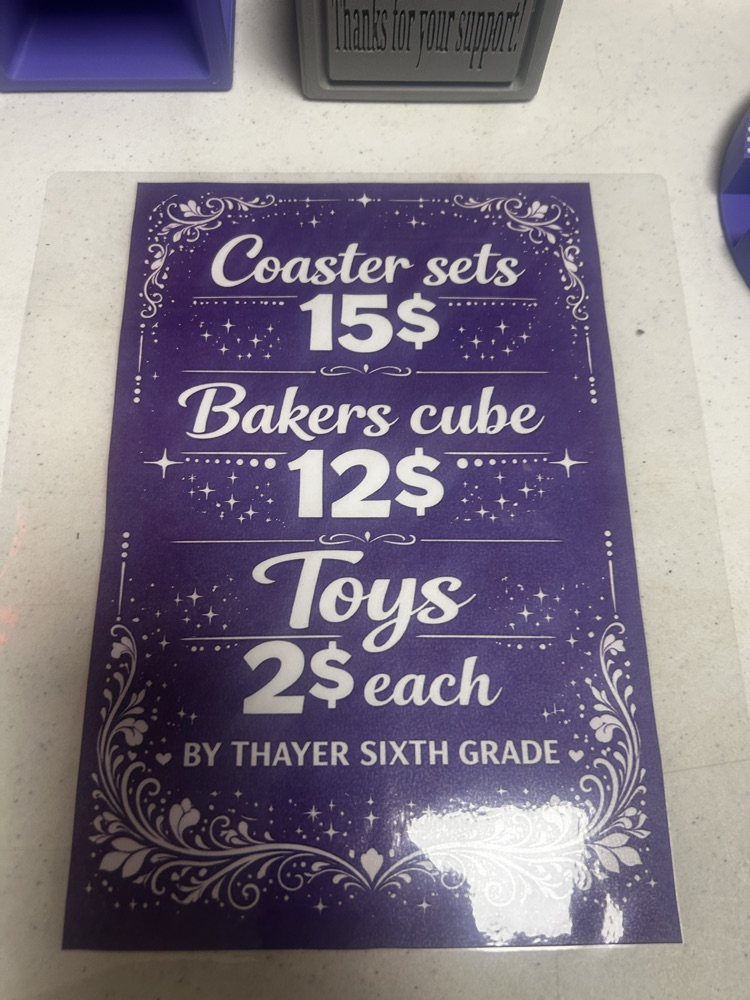 Thanks for your support!
Coaster sets
15$
Bakers cube
12$
Toys
2$ each
BY THAYER SIXTH GRADE